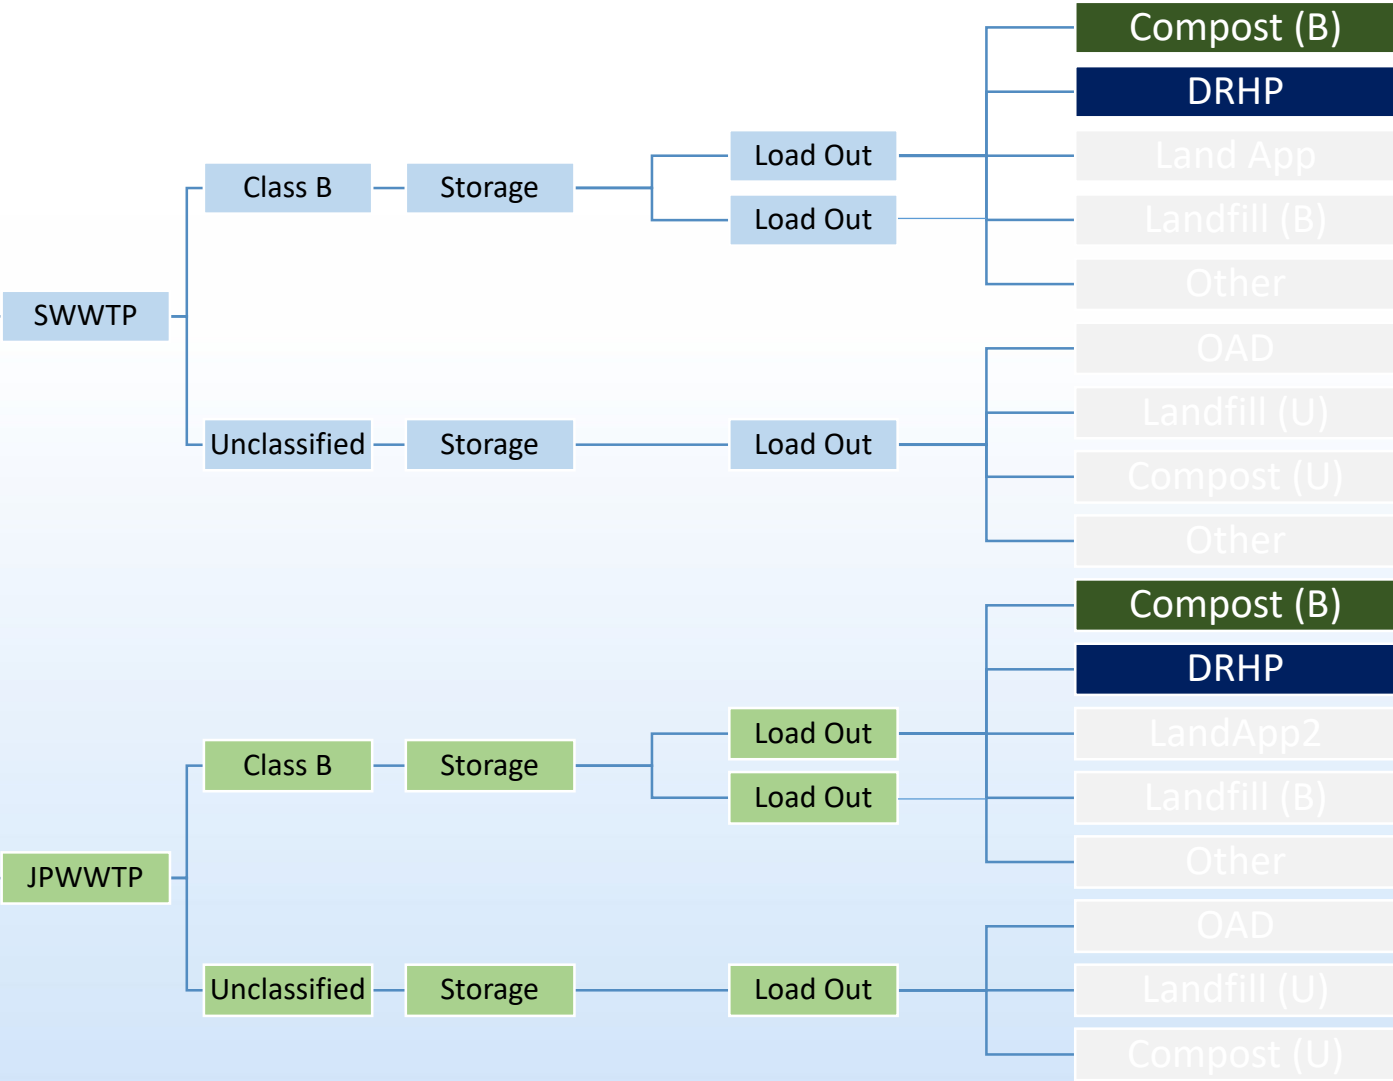 SWWTP
Class B
Storage
Load Out
Load Out
Compost (B)
DRHP
Land App
Landfill (B)
Other
Unclassified
Storage
Load Out
OAD
Landfill (U)
Compost (U)
Other
JPWWTP
Class B
Storage
Load Out
Load Out
Compost (B)
DRHP
LandApp2
Landfill (B)
Other
Unclassified
Storage
Load Out
OAD
Landfill (U)
Compost (U)